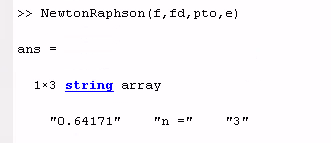 >> NewtonRaphson(f,fd,pto,e)
ans =
1×3 string array
"0.64171" "n =" "3"